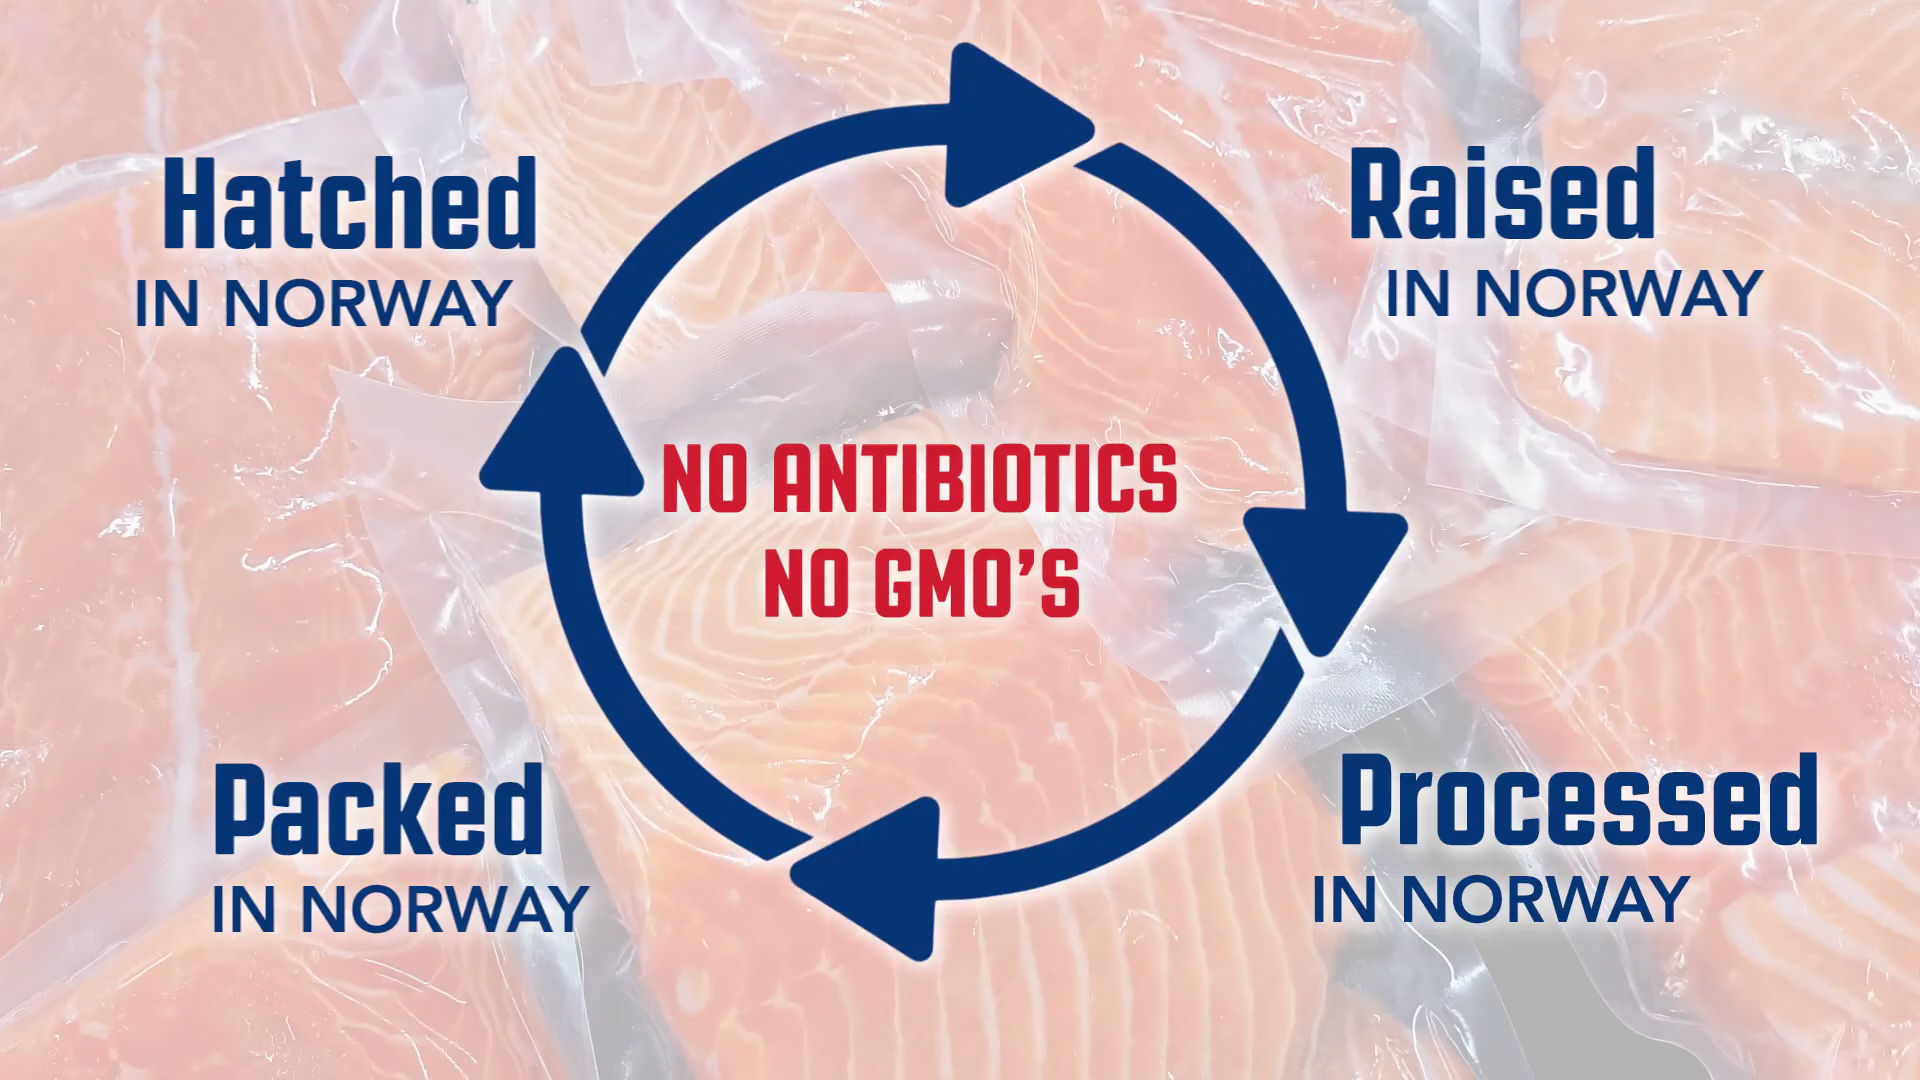 Hatched
IN NORWAY
Raised
IN NORWAY
NO ANTIBIOTICS
NO GMO’S
Packed
IN NORWAY
Processed
IN NORWAY